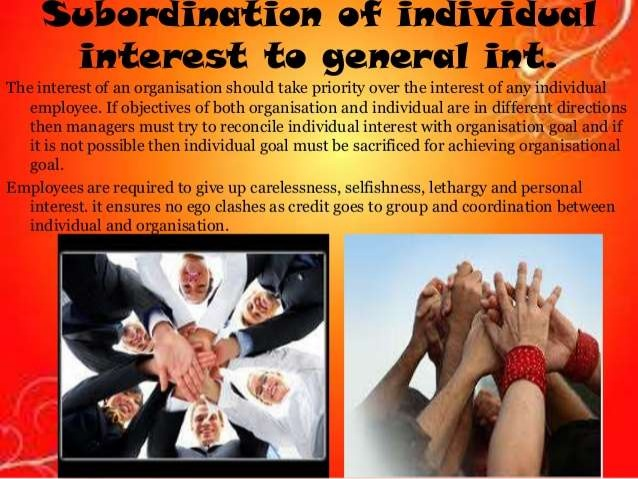 Subordination of individual
interest to general int.
The interest of an organisation should take priority over the interest of any individual
employee. If objectives of both organisation and individual are in different directions
then managers must try to reconcile individual interest with organisation goal and if
it is not possible then individual goal must be sacrificed for achieving organisational
goal.
Employees are required to give up carelessness, selfishness, lethargy and personal
interest. it ensures no ego clashes as credit goes to group and coordination between
individual and organisation.